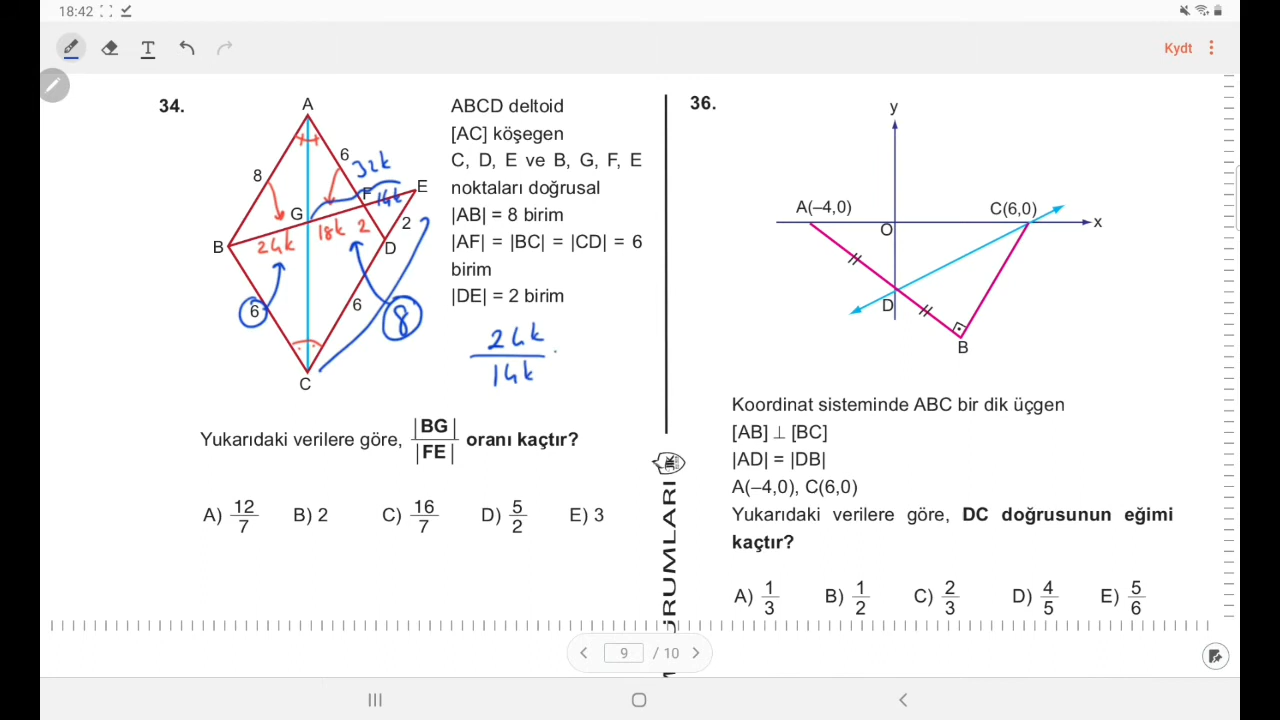 18:42
T
Kydt
34.
A
B
C
D
E
F
G
8
6
6
6
2
32k
14k
24k
18k
2
6
8
ABCD deltoid
[AC] köşegen
C, D, E ve B, G, F, E
noktaları doğrusal
|AB| = 8 birim
|AF| = |BC| = |CD| = 6
birim
|DE| = 2 birim
24k
14k
Yukarıdaki verilere göre, |BG| / |FE| oranı kaçtır?
A) 12/7 B) 2 C) 16/7 D) 5/2 E) 3
36.
y
A(–4,0)
C(6,0)
x
O
D
B
Koordinat sisteminde ABC bir dik üçgen
[AB] ⊥ [BC]
|AD| = |DB|
A(–4,0), C(6,0)
Yukarıdaki verilere göre, DC doğrusunun eğimi
kaçtır?
A) 1/3 B) 1/2 C) 2/3 D) 4/5 E) 5/6
9 / 10